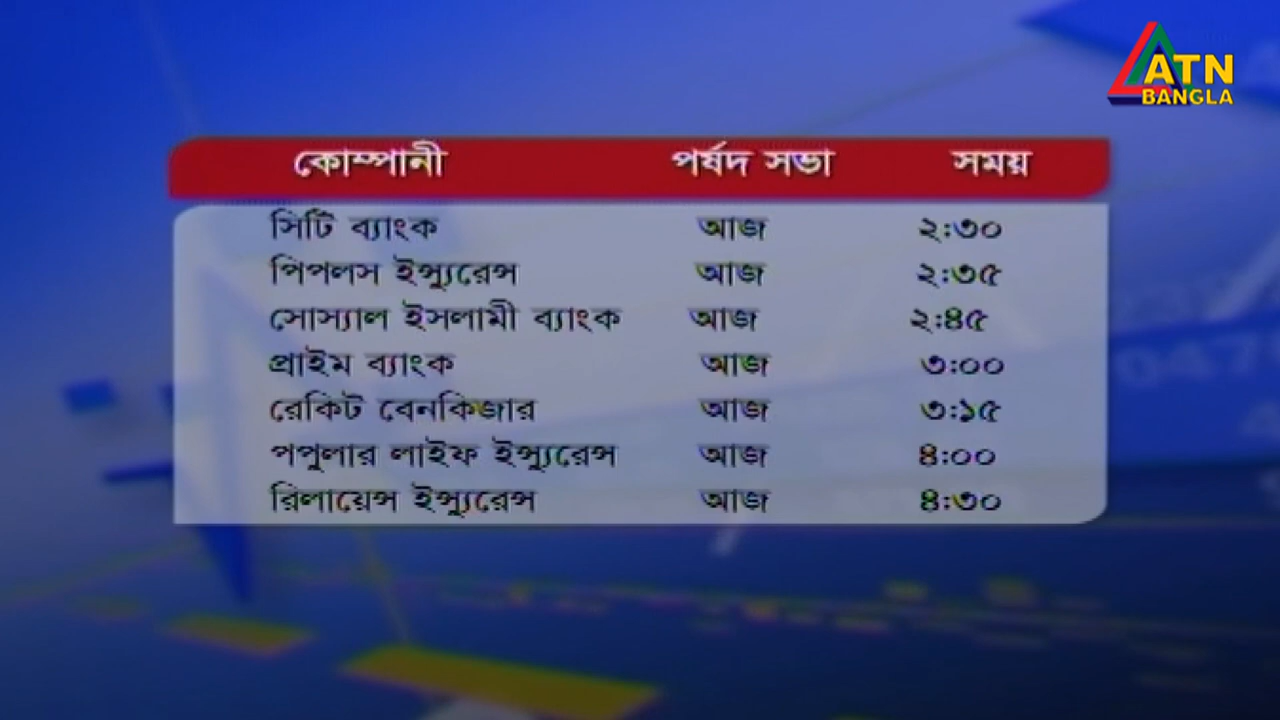 ATN
BANGLA
কোম্পানী পর্ষদ সভা সময়
সিটি ব্যাংক আজ ২:৩০
পিপলস ইন্স্যুরেন্স আজ ২:৩৫
সোস্যাল ইসলামী ব্যাংক আজ ২:৪৫
প্রাইম ব্যাংক আজ ৩:০০
রেকিট বেনকিজার আজ ৩:১৫
পপুলার লাইফ ইন্স্যুরেন্স আজ ৪:০০
রিলায়েন্স ইন্স্যুরেন্স আজ ৪:৩০